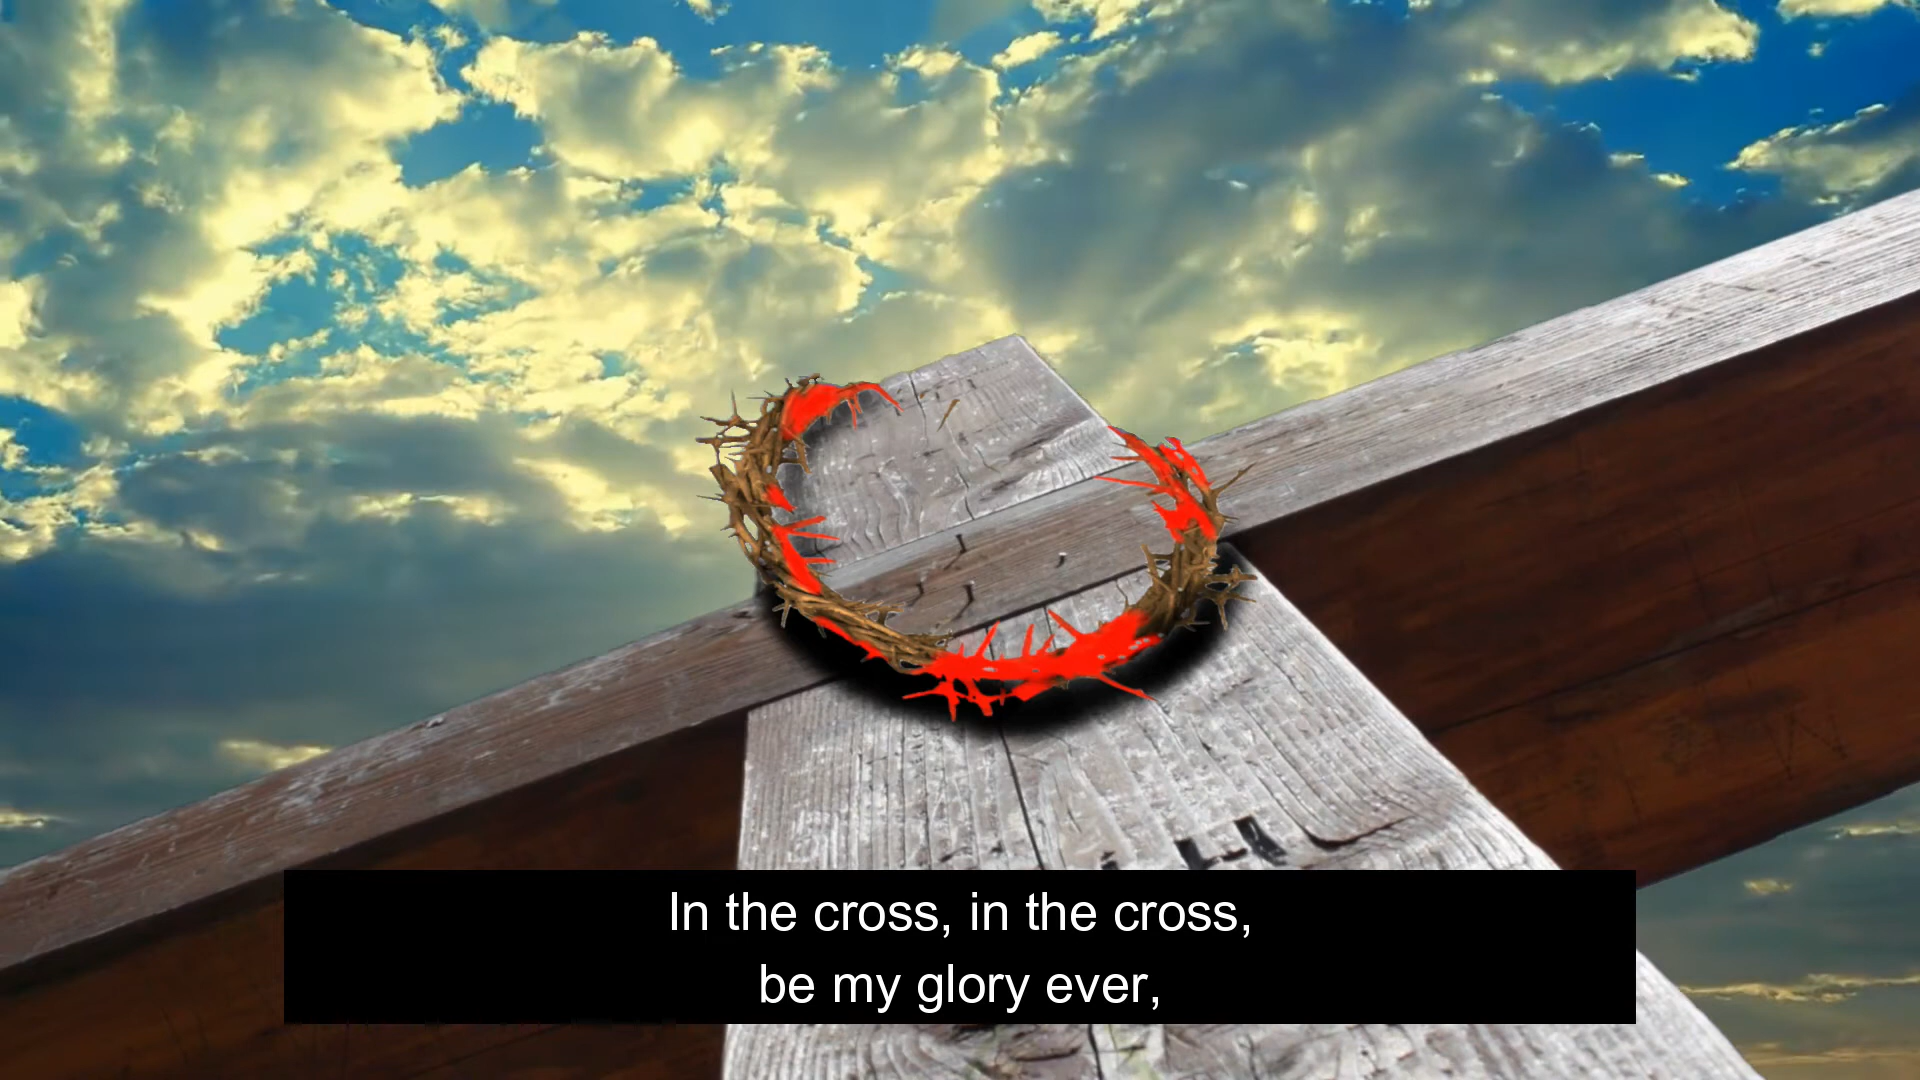 In the cross, in the cross,
be my glory ever,